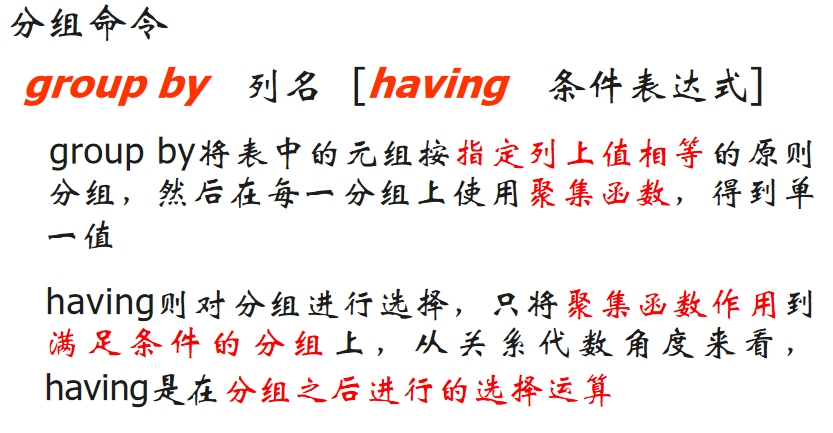 分组命令
group by 列名 [having 条件表达式]
group by将表中的元组按指定列上值相等的原则
分组，然后在每一分组上使用聚集函数，得到单
一值
having则对分组进行选择，只将聚集函数作用到
满足条件的分组上，从关系代数角度来看，
having是在分组之后进行的选择运算